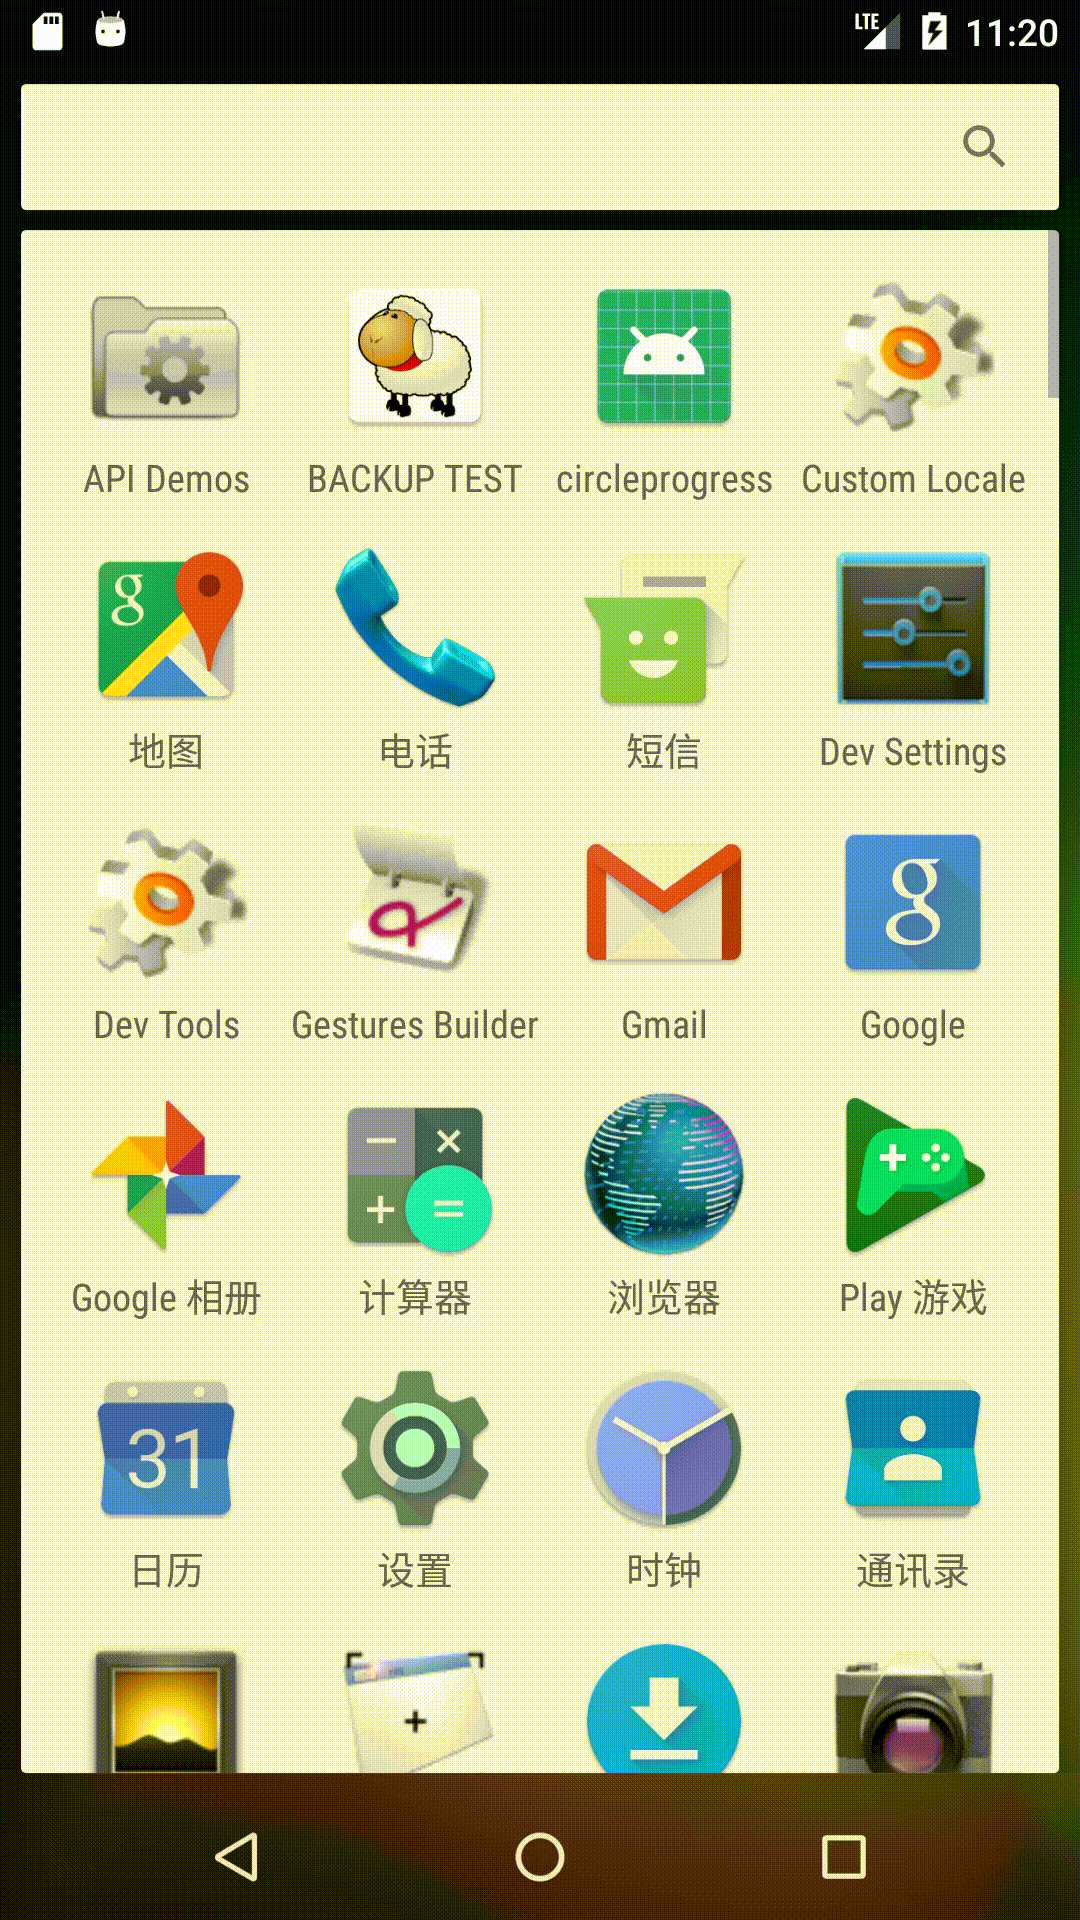 LTE 11:20
API Demos BACKUP TEST circleprogress Custom Locale
地图 电话 短信 Dev Settings
Dev Tools Gestures Builder Gmail Google
Google 相册 计算器 浏览器 Play 游戏
31
日历 设置 时钟 通讯录